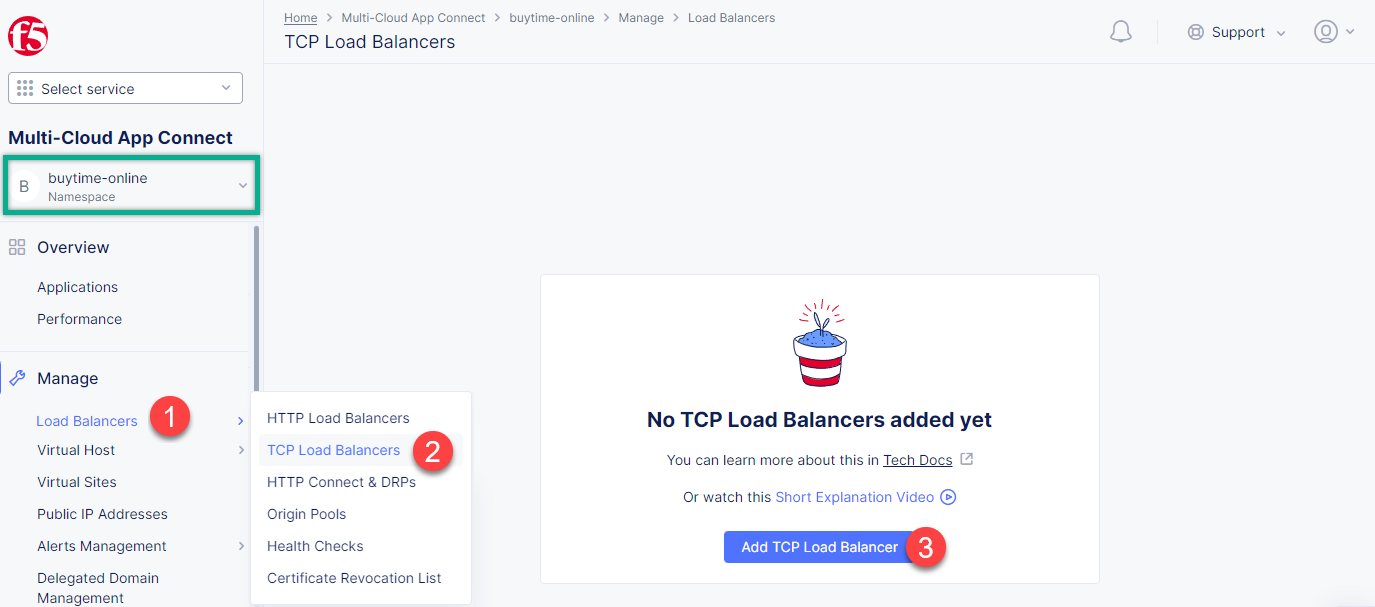 f5
Select service
Multi-Cloud App Connect
B
buytime-online
Namespace
Overview
Applications
Performance
Manage
Load Balancers
1
Virtual Host
Virtual Sites
Public IP Addresses
Alerts Management
Delegated Domain
Management
Home > Multi-Cloud App Connect > buytime-online > Manage > Load Balancers
TCP Load Balancers
Support
HTTP Load Balancers
TCP Load Balancers
2
HTTP Connect & DRPs
Origin Pools
Health Checks
Certificate Revocation List
No TCP Load Balancers added yet
You can learn more about this in Tech Docs
Or watch this Short Explanation Video
Add TCP Load Balancer
3